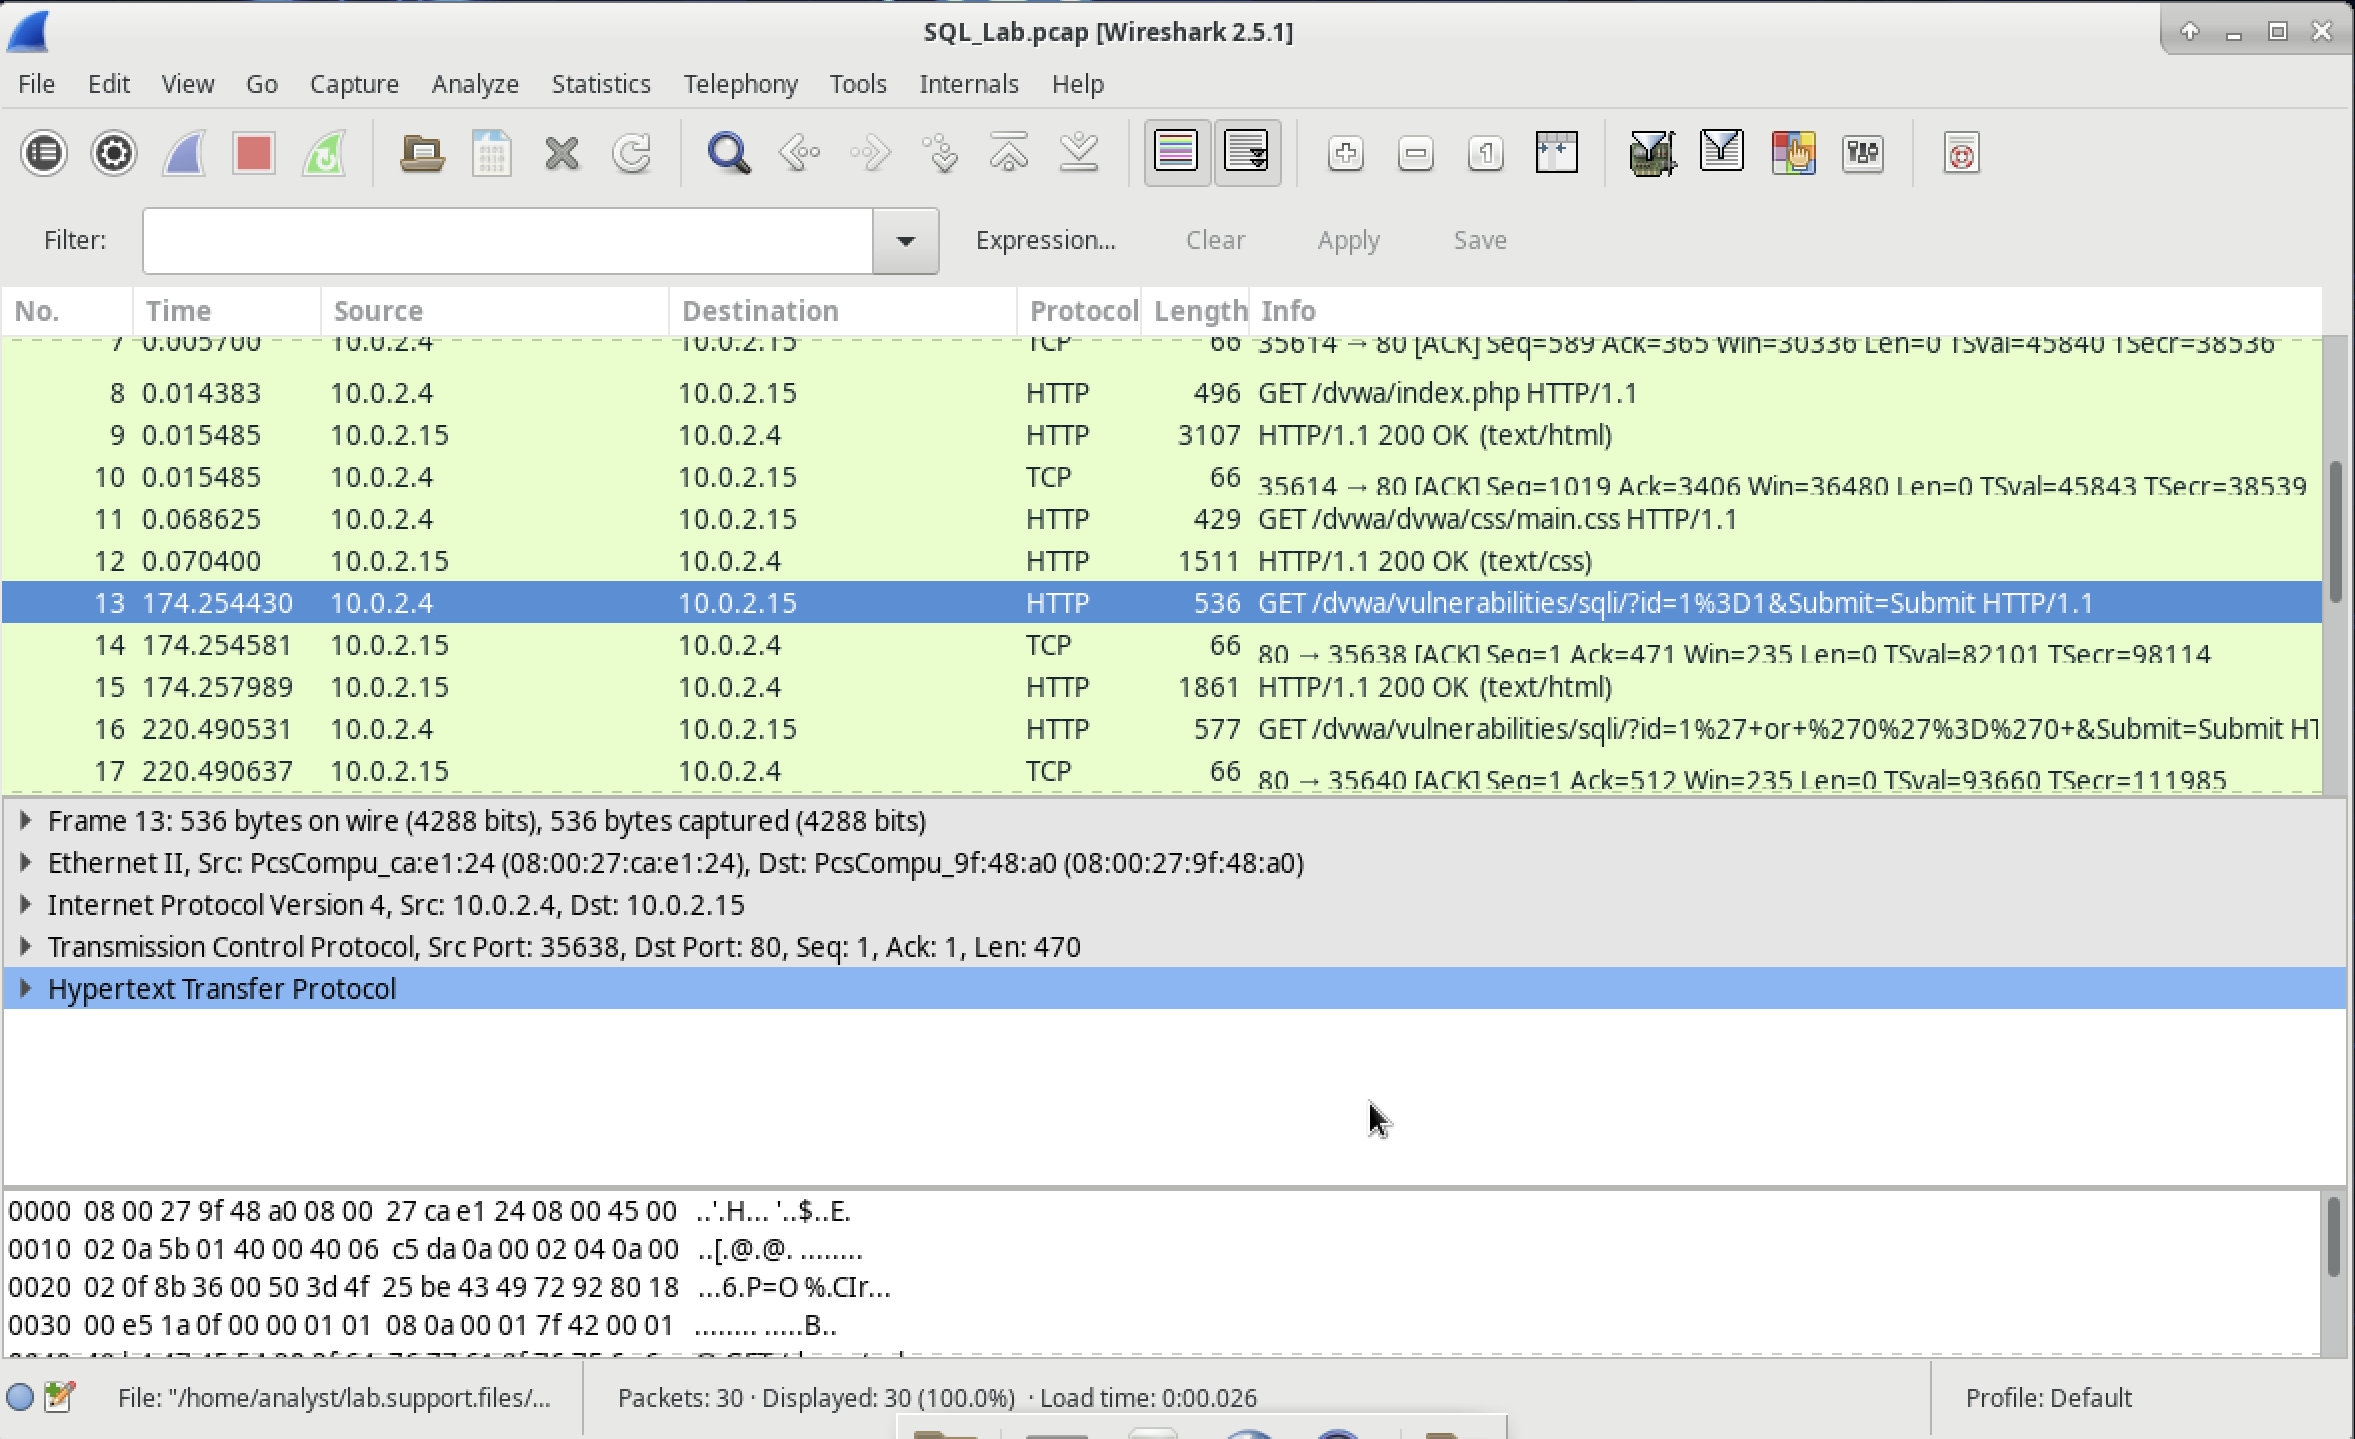 SQL_Lab.pcap [Wireshark 2.5.1]
File Edit View Go Capture Analyze Statistics Telephony Tools Internals Help
Filter: Expression... Clear Apply Save
No. Time Source Destination Protocol Length Info
7 0.005700 10.0.2.4 10.0.2.15 TCP 66 35614 → 80 [ACK] Seq=589 Ack=365 Win=30336 Len=0 TSval=45840 TSecr=38536
8 0.014383 10.0.2.4 10.0.2.15 HTTP 496 GET /dvwa/index.php HTTP/1.1
9 0.015485 10.0.2.15 10.0.2.4 HTTP 3107 HTTP/1.1 200 OK (text/html)
10 0.015485 10.0.2.4 10.0.2.15 TCP 66 35614 → 80 [ACK] Seq=1019 Ack=3406 Win=36480 Len=0 TSval=45843 TSecr=38539
11 0.068625 10.0.2.4 10.0.2.15 HTTP 429 GET /dvwa/dvwa/css/main.css HTTP/1.1
12 0.070400 10.0.2.15 10.0.2.4 HTTP 1511 HTTP/1.1 200 OK (text/css)
13 174.254430 10.0.2.4 10.0.2.15 HTTP 536 GET /dvwa/vulnerabilities/sqli/?id=1%3D1&Submit=Submit HTTP/1.1
14 174.254581 10.0.2.15 10.0.2.4 TCP 66 80 → 35638 [ACK] Seq=1 Ack=471 Win=235 Len=0 TSval=82101 TSecr=98114
15 174.257989 10.0.2.15 10.0.2.4 HTTP 1861 HTTP/1.1 200 OK (text/html)
16 220.490531 10.0.2.4 10.0.2.15 HTTP 577 GET /dvwa/vulnerabilities/sqli/?id=1%27+or+%270%27%3D%270+&Submit=Submit HT
17 220.490637 10.0.2.15 10.0.2.4 TCP 66 80 → 35640 [ACK] Seq=1 Ack=512 Win=235 Len=0 TSval=93660 TSecr=111985
Frame 13: 536 bytes on wire (4288 bits), 536 bytes captured (4288 bits)
Ethernet II, Src: PcsCompu_ca:e1:24 (08:00:27:ca:e1:24), Dst: PcsCompu_9f:48:a0 (08:00:27:9f:48:a0)
Internet Protocol Version 4, Src: 10.0.2.4, Dst: 10.0.2.15
Transmission Control Protocol, Src Port: 35638, Dst Port: 80, Seq: 1, Ack: 1, Len: 470
Hypertext Transfer Protocol
0000 08 00 27 9f 48 a0 08 00 27 ca e1 24 08 00 45 00 ..'.H... '..$..E.
0010 02 0a 5b 01 40 00 40 06 c5 da 0a 00 02 04 0a 00 ..[.@.@. ........
0020 02 0f 8b 36 00 50 3d 4f 25 be 43 49 72 92 80 18 ...6.P=O %.CIr...
0030 00 e5 1a 0f 00 00 01 01 08 0a 00 01 7f 42 00 01 ........ .....B..
File: "/home/analyst/lab.support.files/... Packets: 30 · Displayed: 30 (100.0%) · Load time: 0:00.026 Profile: Default